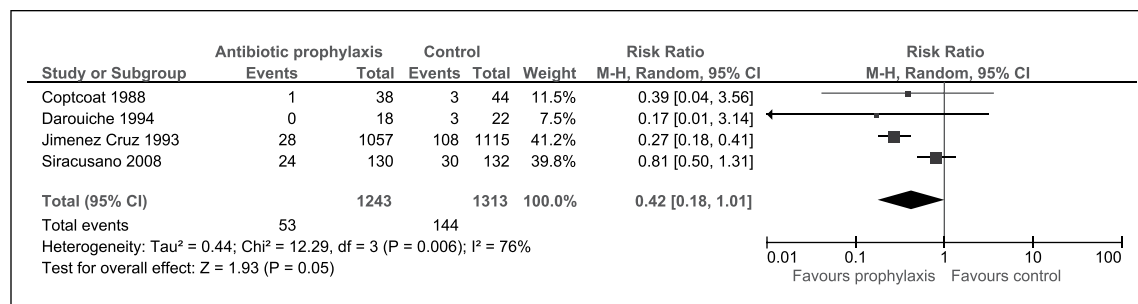 Antibiotic prophylaxis Control Risk Ratio Risk Ratio
Study or Subgroup Events Total Events Total Weight M-H, Random, 95% CI M-H, Random, 95% CI
Coptcoat 1988 1 38 3 44 11.5% 0.39 [0.04, 3.56]
Darouiche 1994 0 18 3 22 7.5% 0.17 [0.01, 3.14]
Jimenez Cruz 1993 28 1057 108 1115 41.2% 0.27 [0.18, 0.41]
Siracusano 2008 24 130 30 132 39.8% 0.81 [0.50, 1.31]
Total (95% CI) 1243 1313 100.0% 0.42 [0.18, 1.01]
Total events 53 144
Heterogeneity: Tau² = 0.44; Chi² = 12.29, df = 3 (P = 0.006); I² = 76%
Test for overall effect: Z = 1.93 (P = 0.05)
0.01 0.1 1 10 100
Favours prophylaxis Favours control